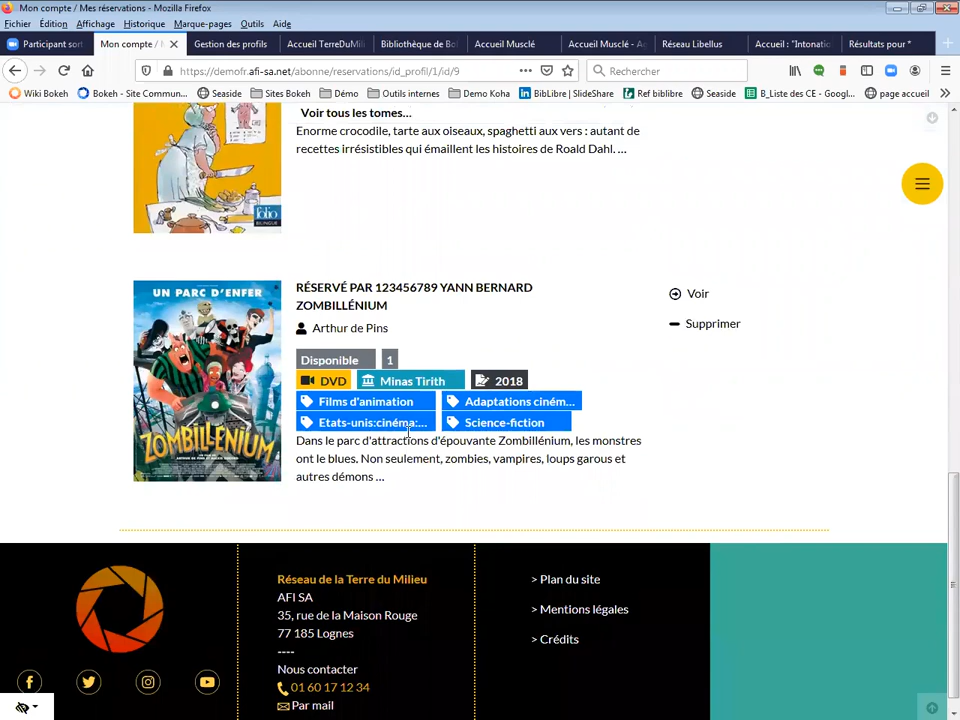 Mon compte / Mes réservations - Mozilla Firefox
Fichier Édition Affichage Historique Marque-pages Outils Aide
Participant sort Mon compte / M Gestion des profils Accueil TerreDuMili Bibliothèque de Bo Accueil Musclé Accueil Musclé - Ag Réseau Libellus Accueil : "Intonatio Résultats pour "
https://demofr.afi-sa.net/abonne/reservations/id_profil/1/id/9 Rechercher
Wiki Bokeh Bokeh - Site Commun... Seaside Sites Bokeh Démo Outils internes Demo Koha BibLibre | SlideShare Ref biblibre Seaside B_Liste des CE - Googl... page accueil
Voir tous les tomes...
Enorme crocodile, tarte aux oiseaux, spaghetti aux vers : autant de
recettes irrésistibles qui émaillent les histoires de Roald Dahl. ...
folio
BILINGUE
UN PARC D'ENFER
ZOMBILLÉNIUM
RÉSERVÉ PAR 123456789 YANN BERNARD
ZOMBILLÉNIUM
Arthur de Pins
Disponible 1
DVD Minas Tirith 2018
Films d'animation Adaptations ciném...
Etats-unis:cinéma:... Science-fiction
Dans le parc d'attractions d'épouvante Zombillénium, les monstres
ont le blues. Non seulement, zombies, vampires, loups garous et
autres démons ...
Voir
Supprimer
Réseau de la Terre du Milieu
AFI SA
35, rue de la Maison Rouge
77 185 Lognes
----
Nous contacter
01 60 17 12 34
Par mail
> Plan du site
> Mentions légales
> Crédits